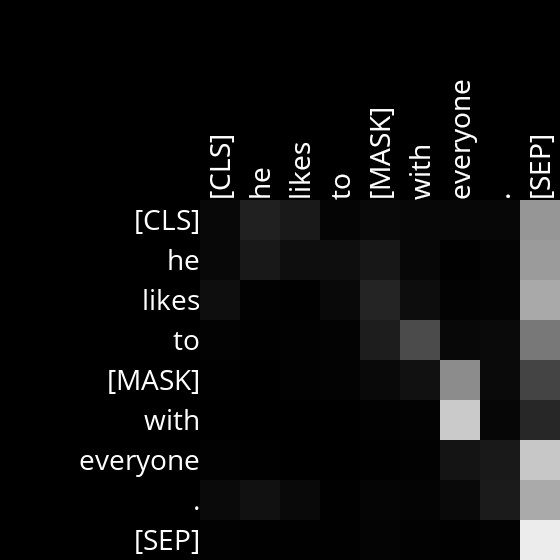 [CLS] he likes to [MASK] with everyone . [SEP]
[CLS]
he
likes
to
[MASK]
with
everyone
.
[SEP]